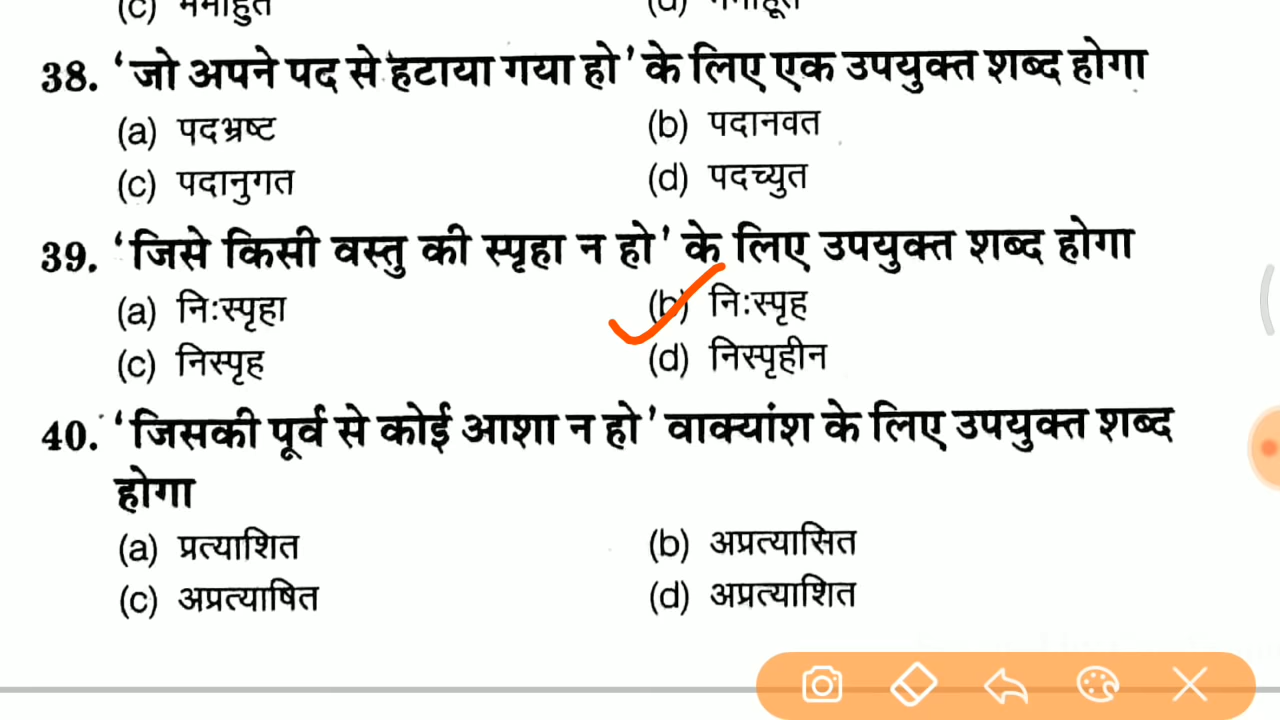 38. 'जो अपने पद से हटाया गया हो' के लिए एक उपयुक्त शब्द होगा
(a) पदभ्रष्ट (b) पदानवत
(c) पदानुगत (d) पदच्युत
39. 'जिसे किसी वस्तु की स्पृहा न हो' के लिए उपयुक्त शब्द होगा
(a) निःस्पृहा (b) निःस्पृह
(c) निस्पृह (d) निस्पृहीन
40. 'जिसकी पूर्व से कोई आशा न हो' वाक्यांश के लिए उपयुक्त शब्द
होगा
(a) प्रत्याशित (b) अप्रत्यासित
(c) अप्रत्याषित (d) अप्रत्याशित